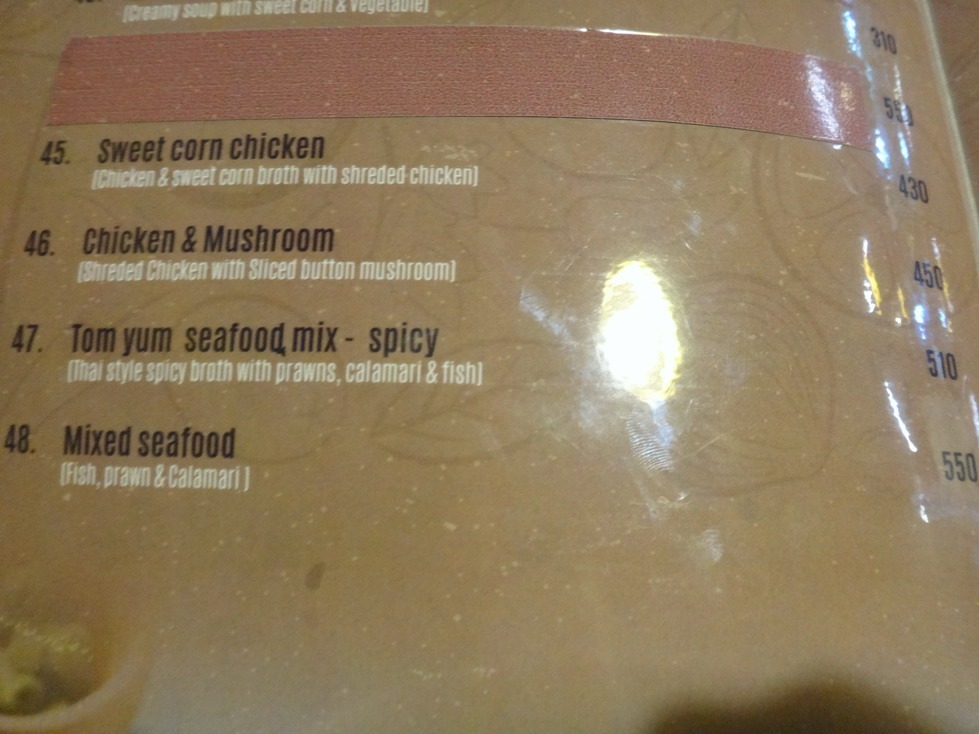 (Creamy soup with sweet corn & Vegetable)
310
550
45. Sweet corn chicken
(Chicken & sweet corn broth with shreded chicken)
430
46. Chicken & Mushroom
(Shreded Chicken with Sliced button mushroom)
450
47. Tom yum seafood mix - spicy
(Thai style spicy broth with prawns, calamari & fish)
510
48. Mixed seafood
(Fish, prawn & Calamari )
550